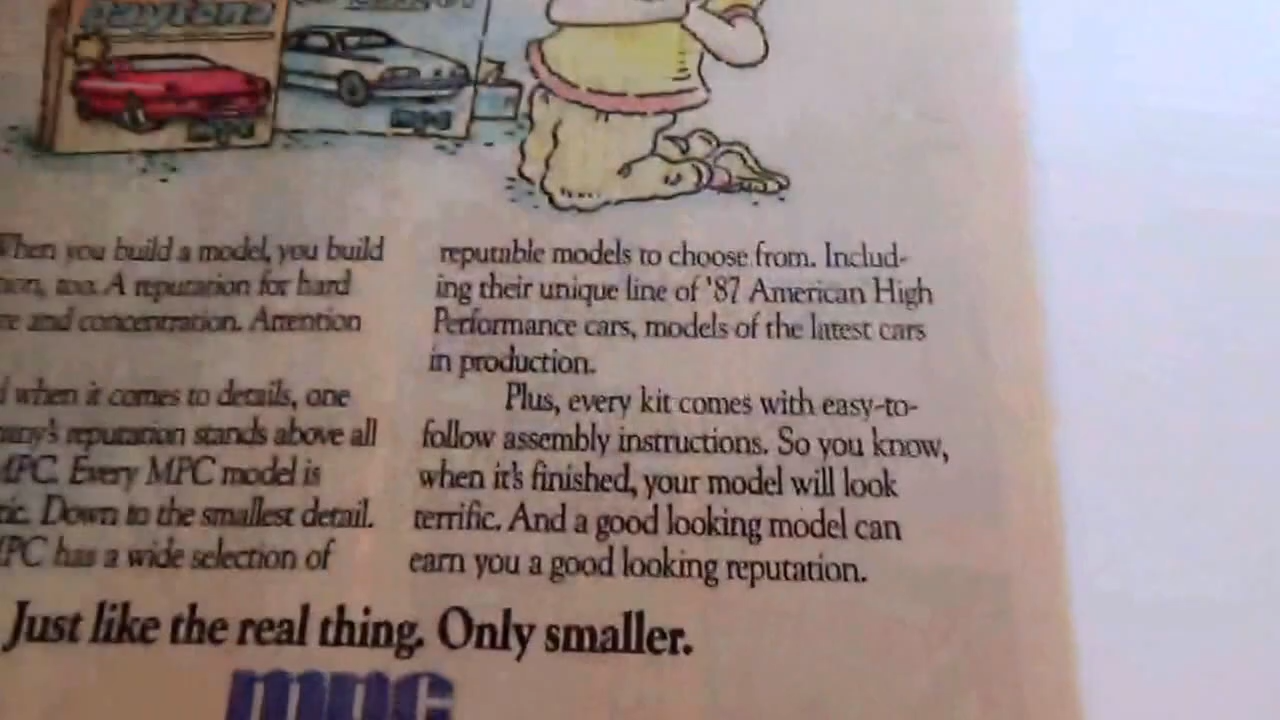 Daytona
When you build a model, you build
too. A reputation for hard
and concentration. Attention
when it comes to details, one
reputation stands above all
MPC. Every MPC model is
Down to the smallest detail.
MPC has a wide selection of
reputable models to choose from. Includ-
ing their unique line of '87 American High
Performance cars, models of the latest cars
in production.
Plus, every kit comes with easy-to-
follow assembly instructions. So you know,
when it's finished, your model will look
terrific. And a good looking model can
earn you a good looking reputation.
Just like the real thing. Only smaller.
mpc